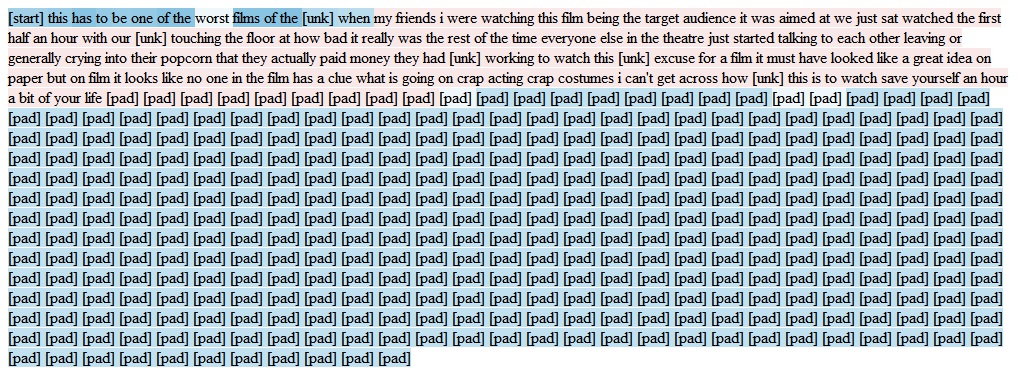 [start] this has to be one of the worst films of the [unk] when my friends i were watching this film being the target audience it was aimed at we just sat watched the first
half an hour with our [unk] touching the floor at how bad it really was the rest of the time everyone else in the theatre just started talking to each other leaving or
generally crying into their popcorn that they actually paid money they had [unk] working to watch this [unk] excuse for a film it must have looked like a great idea on
paper but on film it looks like no one in the film has a clue what is going on crap acting crap costumes i can't get across how [unk] this is to watch save yourself an hour
a bit of your life [pad] [pad] [pad] [pad] [pad] [pad] [pad] [pad] [pad] [pad] [pad] [pad] [pad] [pad] [pad] [pad] [pad] [pad] [pad] [pad] [pad] [pad] [pad] [pad]
[pad] [pad] [pad] [pad] [pad] [pad] [pad] [pad] [pad] [pad] [pad] [pad] [pad] [pad] [pad] [pad] [pad] [pad] [pad] [pad] [pad] [pad] [pad] [pad] [pad] [pad] [pad]
[pad] [pad] [pad] [pad] [pad] [pad] [pad] [pad] [pad] [pad] [pad] [pad] [pad] [pad] [pad] [pad] [pad] [pad] [pad] [pad] [pad] [pad] [pad] [pad] [pad] [pad] [pad]
[pad] [pad] [pad] [pad] [pad] [pad] [pad] [pad] [pad] [pad] [pad] [pad] [pad] [pad] [pad] [pad] [pad] [pad] [pad] [pad] [pad] [pad] [pad] [pad] [pad] [pad] [pad]
[pad] [pad] [pad] [pad] [pad] [pad] [pad] [pad] [pad] [pad] [pad] [pad] [pad] [pad] [pad] [pad] [pad] [pad] [pad] [pad] [pad] [pad] [pad] [pad] [pad] [pad] [pad]
[pad] [pad] [pad] [pad] [pad] [pad] [pad] [pad] [pad] [pad] [pad] [pad] [pad] [pad] [pad] [pad] [pad] [pad] [pad] [pad] [pad] [pad] [pad] [pad] [pad] [pad] [pad]
[pad] [pad] [pad] [pad] [pad] [pad] [pad] [pad] [pad] [pad] [pad] [pad] [pad] [pad] [pad] [pad] [pad] [pad] [pad] [pad] [pad] [pad] [pad] [pad] [pad] [pad] [pad]
[pad] [pad] [pad] [pad] [pad] [pad] [pad] [pad] [pad] [pad] [pad] [pad] [pad] [pad] [pad] [pad] [pad] [pad] [pad] [pad] [pad] [pad] [pad] [pad] [pad] [pad] [pad]
[pad] [pad] [pad] [pad] [pad] [pad] [pad] [pad] [pad] [pad] [pad] [pad] [pad] [pad] [pad] [pad] [pad] [pad] [pad] [pad] [pad] [pad] [pad] [pad] [pad] [pad] [pad]
[pad] [pad] [pad] [pad] [pad] [pad] [pad] [pad] [pad] [pad] [pad] [pad] [pad] [pad] [pad] [pad] [pad] [pad] [pad] [pad] [pad] [pad] [pad] [pad] [pad] [pad] [pad]
[pad] [pad] [pad] [pad] [pad] [pad] [pad] [pad] [pad] [pad] [pad] [pad] [pad] [pad] [pad] [pad] [pad] [pad] [pad] [pad] [pad] [pad] [pad] [pad] [pad] [pad] [pad]
[pad] [pad] [pad] [pad] [pad] [pad] [pad] [pad] [pad] [pad] [pad] [pad] [pad] [pad] [pad] [pad] [pad] [pad] [pad] [pad] [pad] [pad] [pad] [pad] [pad] [pad] [pad]
[pad] [pad] [pad] [pad] [pad] [pad] [pad] [pad] [pad] [pad] [pad] [pad] [pad] [pad] [pad] [pad] [pad] [pad] [pad] [pad] [pad] [pad] [pad] [pad] [pad] [pad] [pad]
[pad] [pad] [pad] [pad] [pad] [pad] [pad] [pad] [pad] [pad] [pad]